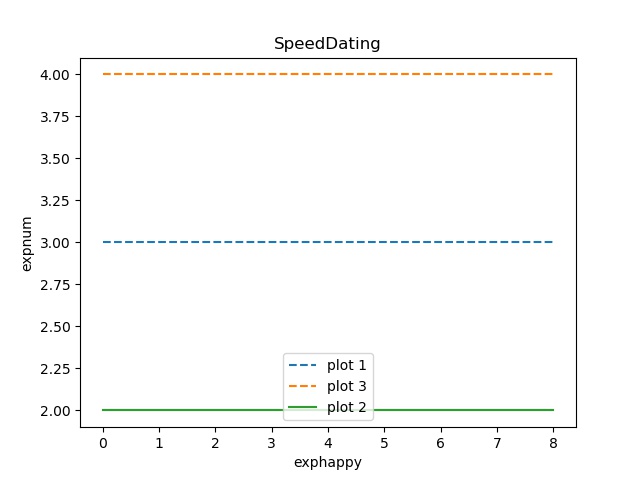 SpeedDating
4.00
3.75
3.50
3.25
3.00
2.75
2.50
2.25
2.00
expnum
plot 1
plot 3
plot 2
0 1 2 3 4 5 6 7 8
exphappy